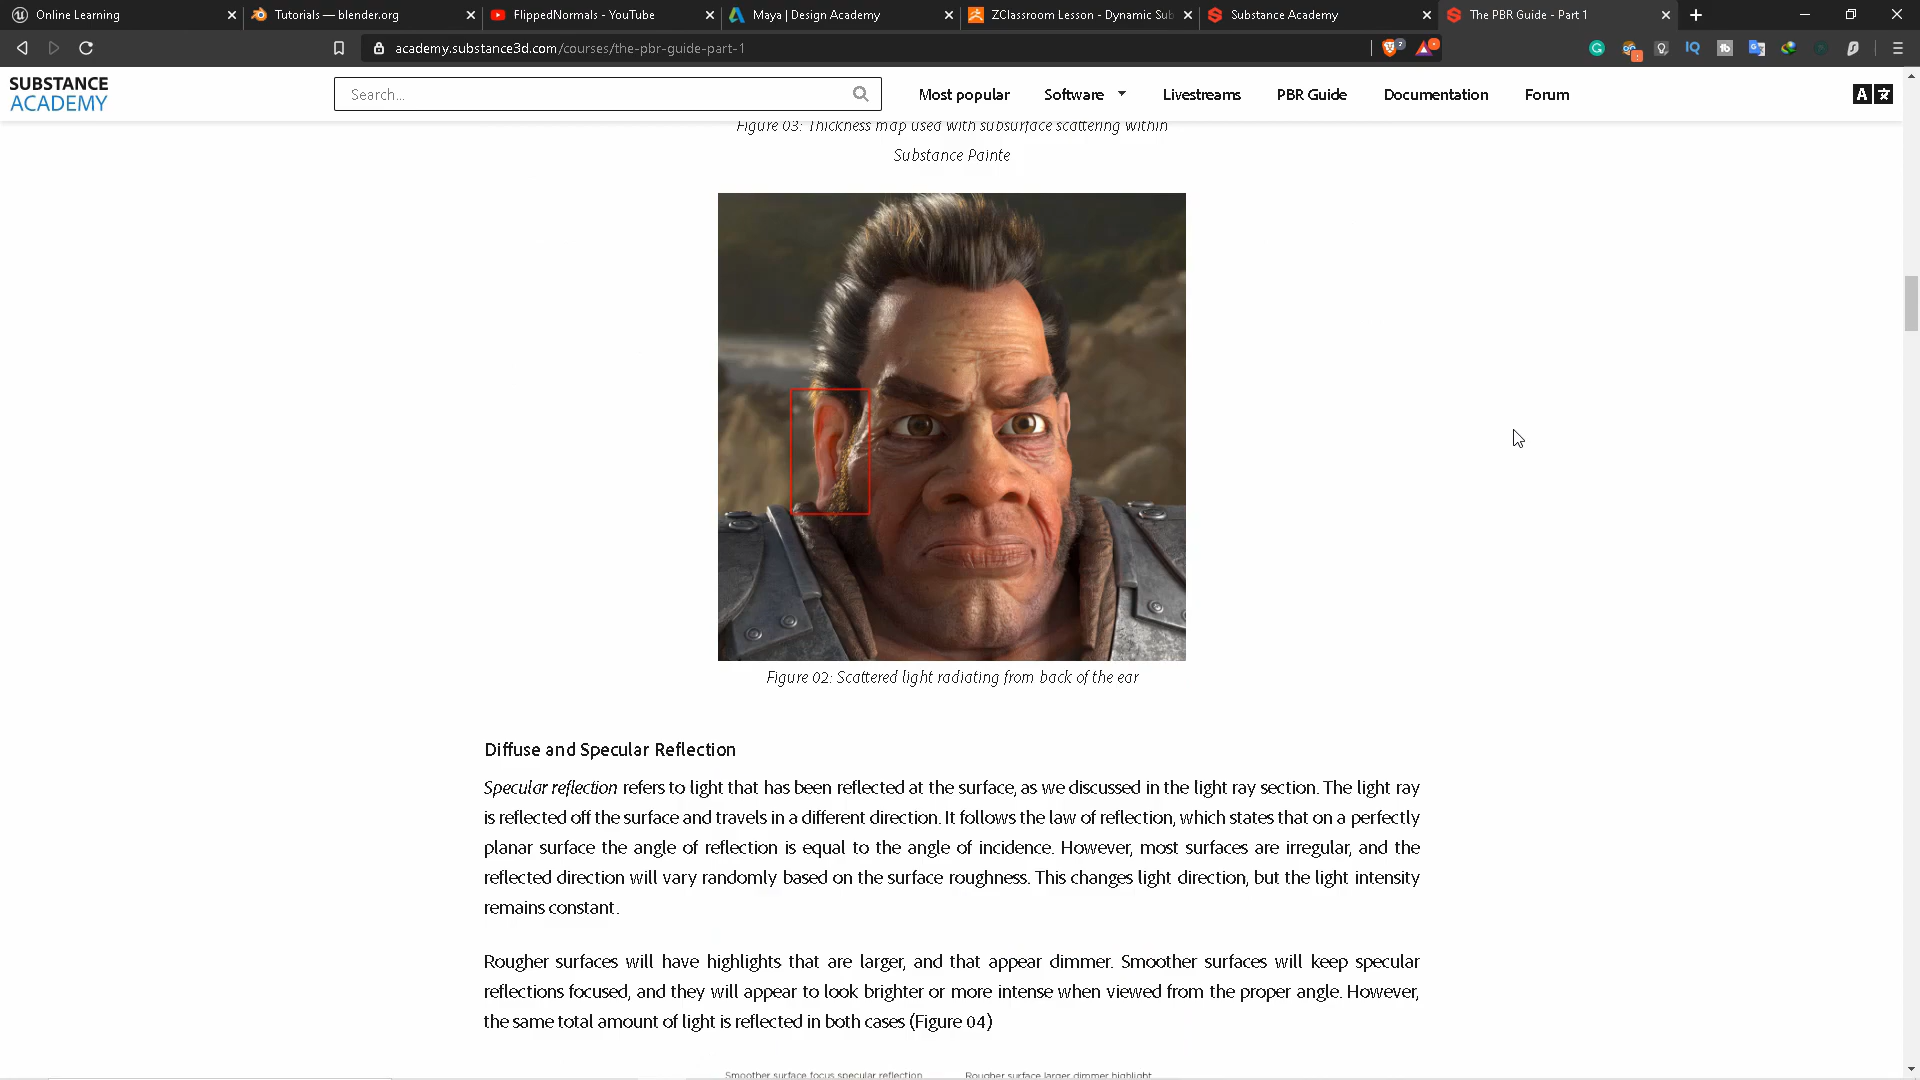 Online Learning
Tutorials — blender.org
FlippedNormals - YouTube
Maya | Design Academy
ZClassroom Lesson - Dynamic Sub
Substance Academy
The PBR Guide - Part 1
academy.substance3d.com/courses/the-pbr-guide-part-1
SUBSTANCE
ACADEMY
Search...
Most popular
Software
Livestreams
PBR Guide
Documentation
Forum
Figure 03: Thickness map used with subsurface scattering within
Substance Painte
Figure 02: Scattered light radiating from back of the ear
Diffuse and Specular Reflection
Specular reflection refers to light that has been reflected at the surface, as we discussed in the light ray section. The light ray
is reflected off the surface and travels in a different direction. It follows the law of reflection, which states that on a perfectly
planar surface the angle of reflection is equal to the angle of incidence. However, most surfaces are irregular, and the
reflected direction will vary randomly based on the surface roughness. This changes light direction, but the light intensity
remains constant.
Rougher surfaces will have highlights that are larger, and that appear dimmer. Smoother surfaces will keep specular
reflections focused, and they will appear to look brighter or more intense when viewed from the proper angle. However,
the same total amount of light is reflected in both cases (Figure 04)
Smoother surface focus specular reflection
Rougher surface larger dimmer highlight